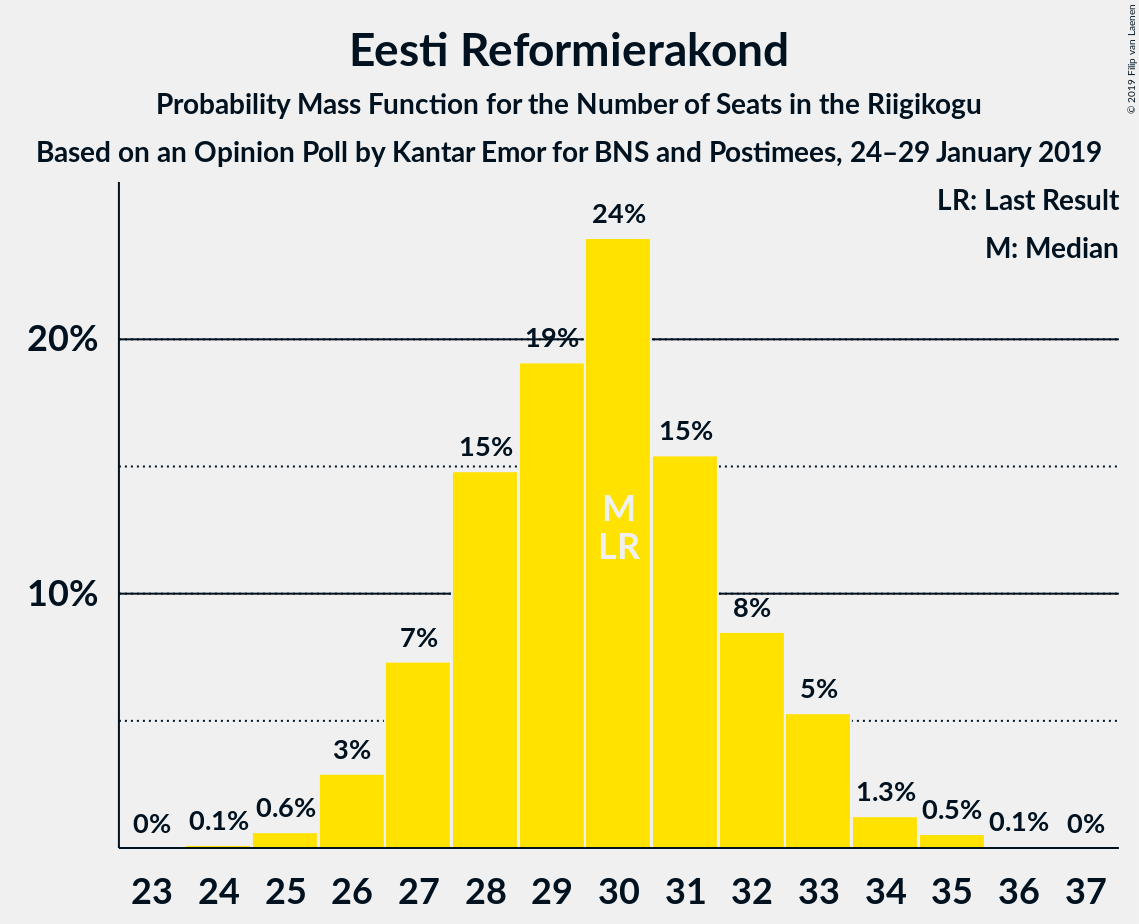 Eesti Reformierakond
Probability Mass Function for the Number of Seats in the Riigikogu
Based on an Opinion Poll by Kantar Emor for BNS and Postimees, 24–29 January 2019
© 2019 Filip van Laenen
LR: Last Result
M: Median
20%
10%
0%
0.1%
0.6%
3%
7%
15%
19%
24%
15%
8%
5%
1.3%
0.5%
0.1%
0%
M
LR
23 24 25 26 27 28 29 30 31 32 33 34 35 36 37